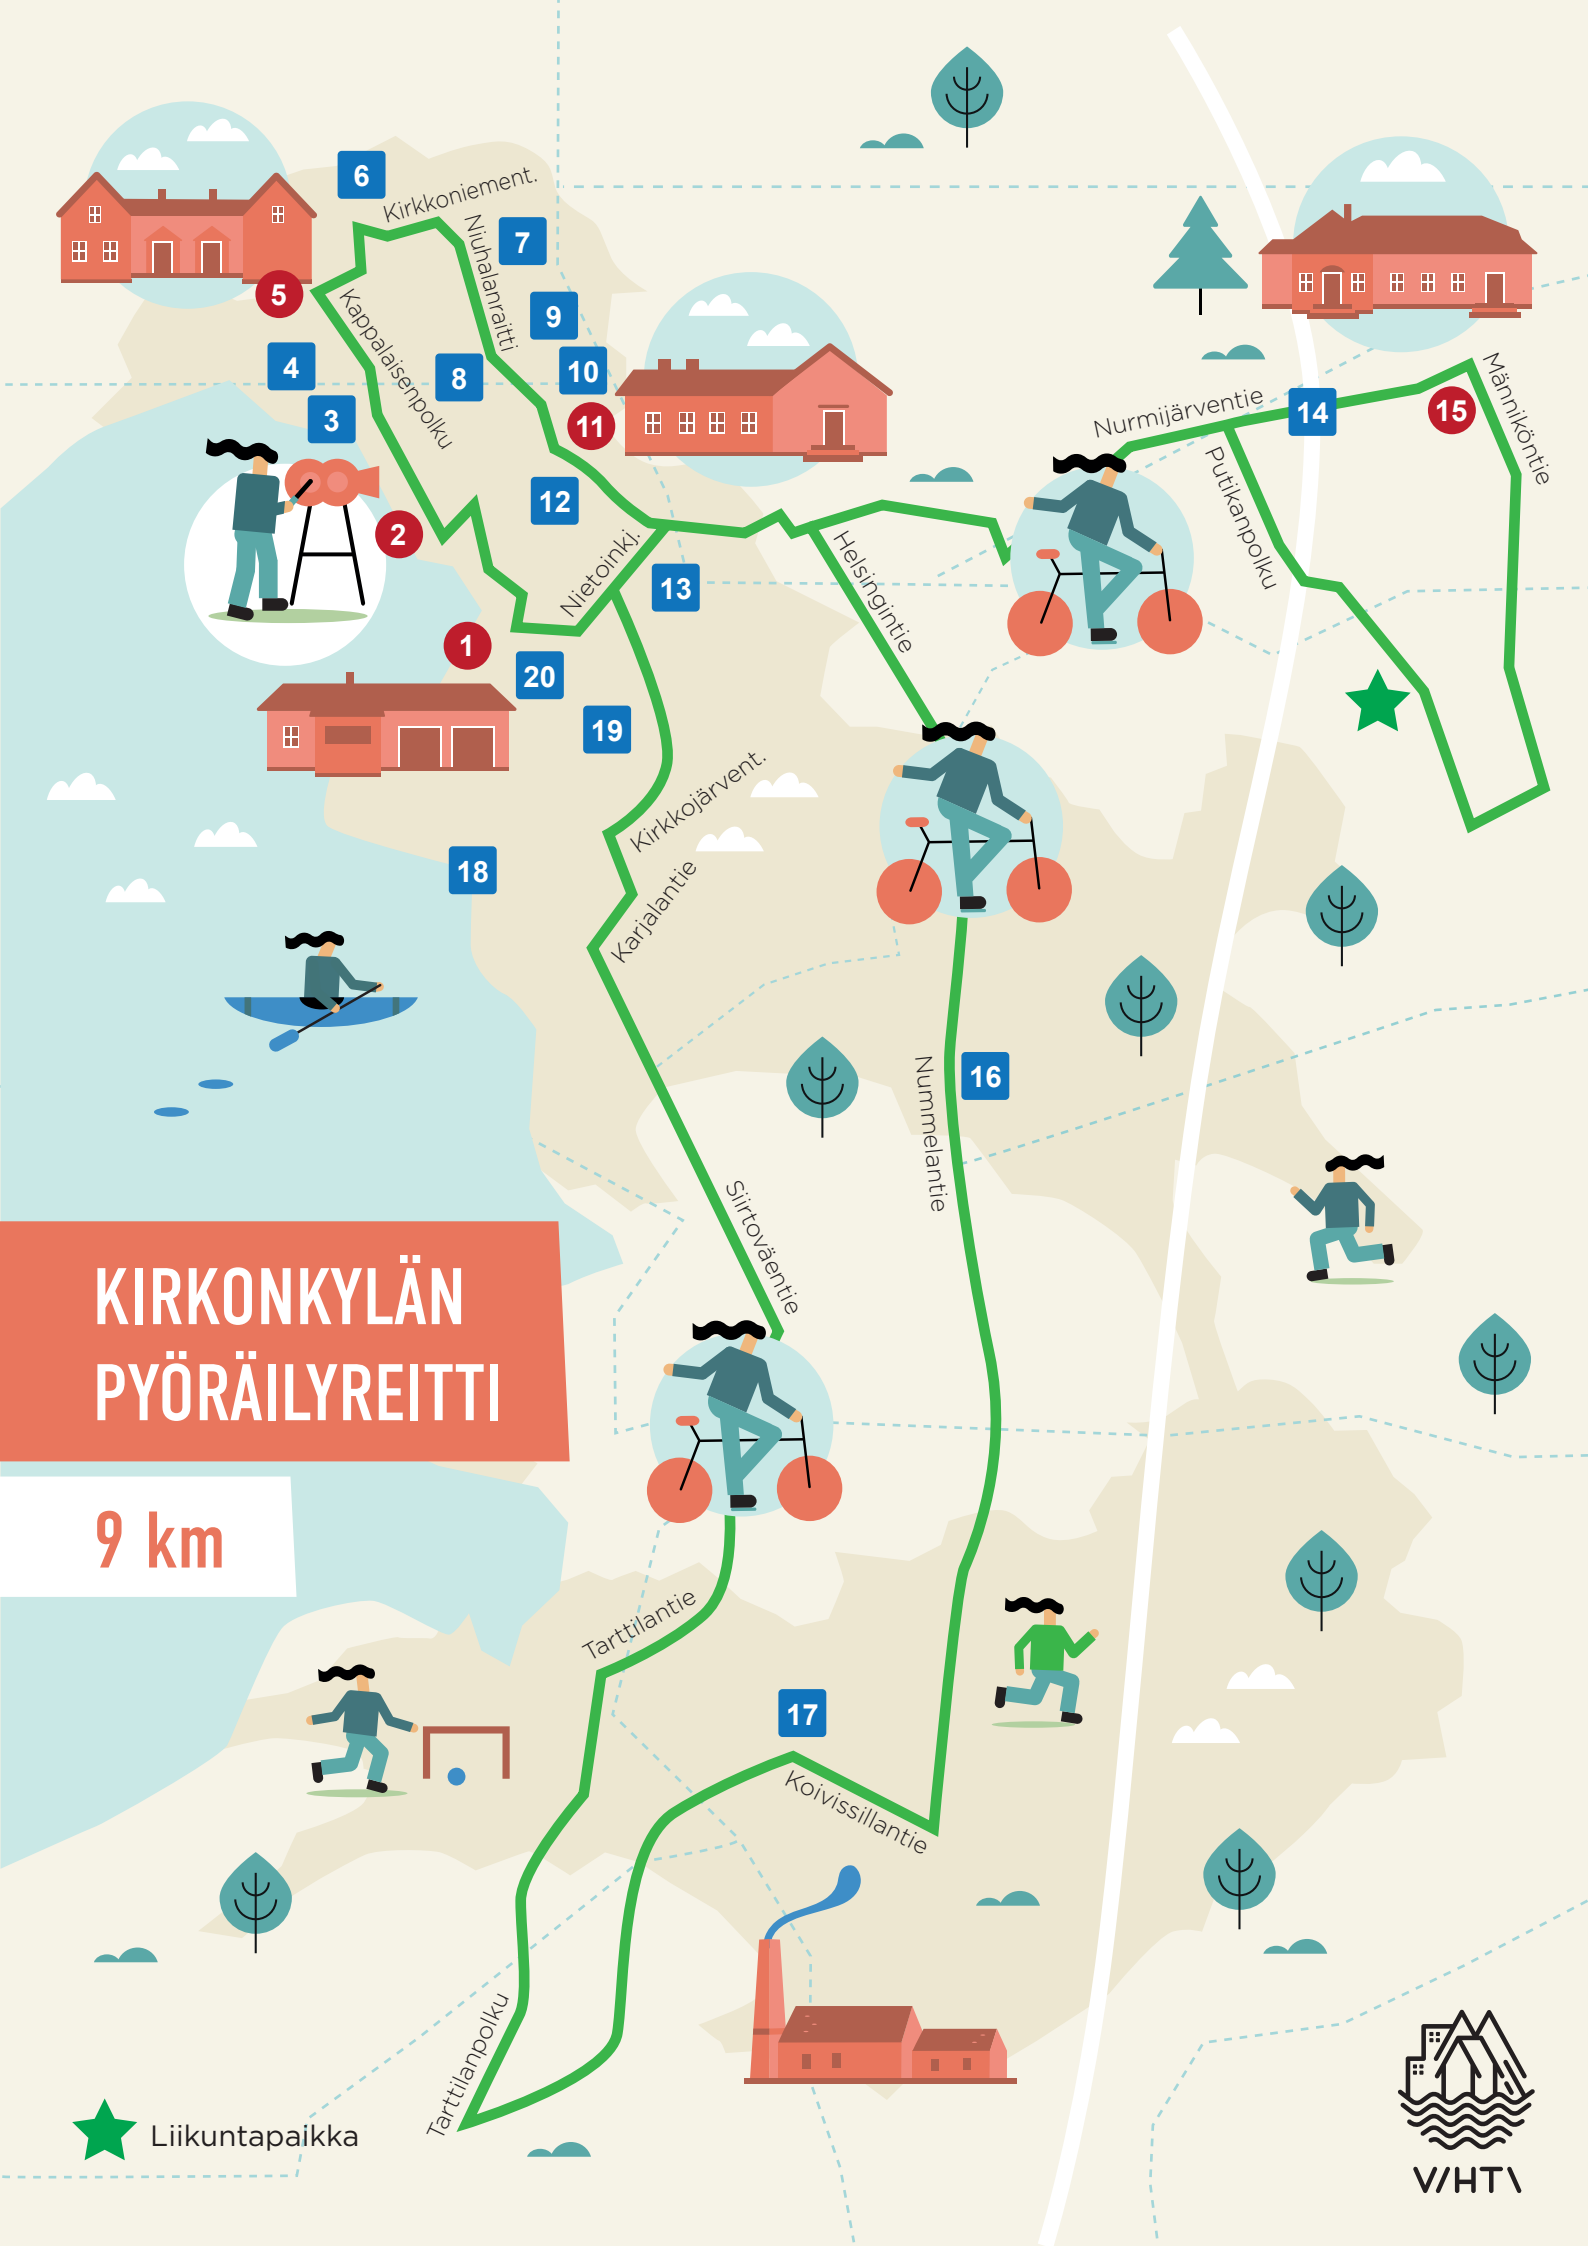 6
Kirkkoniement.
Niuhalanraitti
7
5
Kappalaisenpolku
9
4
8
10
3
11
Nurmijärventie
14
15
Männiköntie
Putikanpolku
2
12
Nietoinkj.
13
Helsingintie
1
20
19
Kirkkojärvent.
Karjalantie
18
16
Nummelantie
Siirtoväentie
KIRKONKYLÄN
PYÖRÄILYREITTI
9 km
Tarttilantie
17
Koivissillantie
Tarttilanpolku
Liikuntapaikka
VIHTI